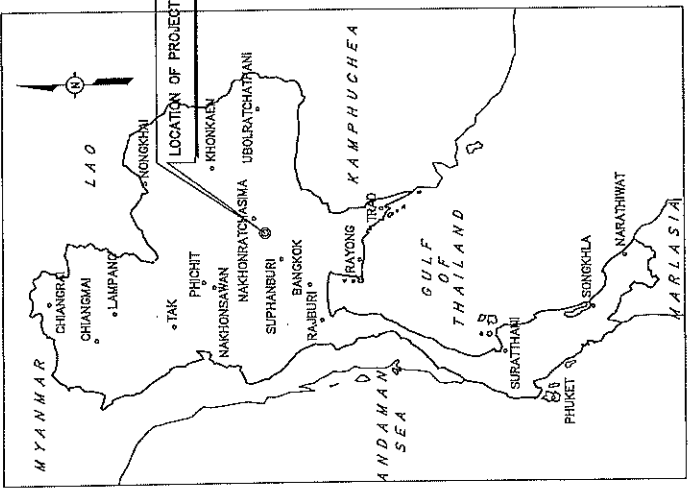 MYANMAR
LAO
N
LOCATION OF PROJECT
CHIANGRAI
CHIANGMAI
LAMPANG
NONGKHAI
TAK
PHICHIT
KHONKAEN
NAKHONSAWAN
NAKHONRATCHASIMA
UBOLRATCHATHANI
SUPHANBURI
BANGKOK
RAJBURI
RAYONG
TRAD
KAMPHUCHEA
GULF
OF
THAILAND
ANDAMAN
SEA
SURATTHANI
PHUKET
SONGKHLA
NARATHIWAT
MARLASIA